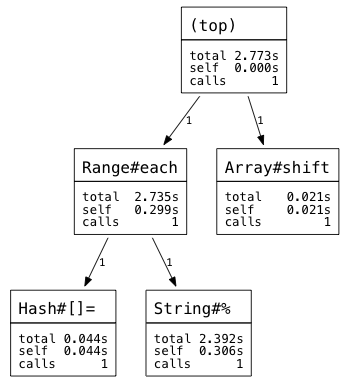 (top)
total 2.773s
self 0.000s
calls 1
1
1
Range#each
total 2.735s
self 0.299s
calls 1
Array#shift
total 0.021s
self 0.021s
calls 1
1
1
Hash#[]=
total 0.044s
self 0.044s
calls 1
String#%
total 2.392s
self 0.306s
calls 1